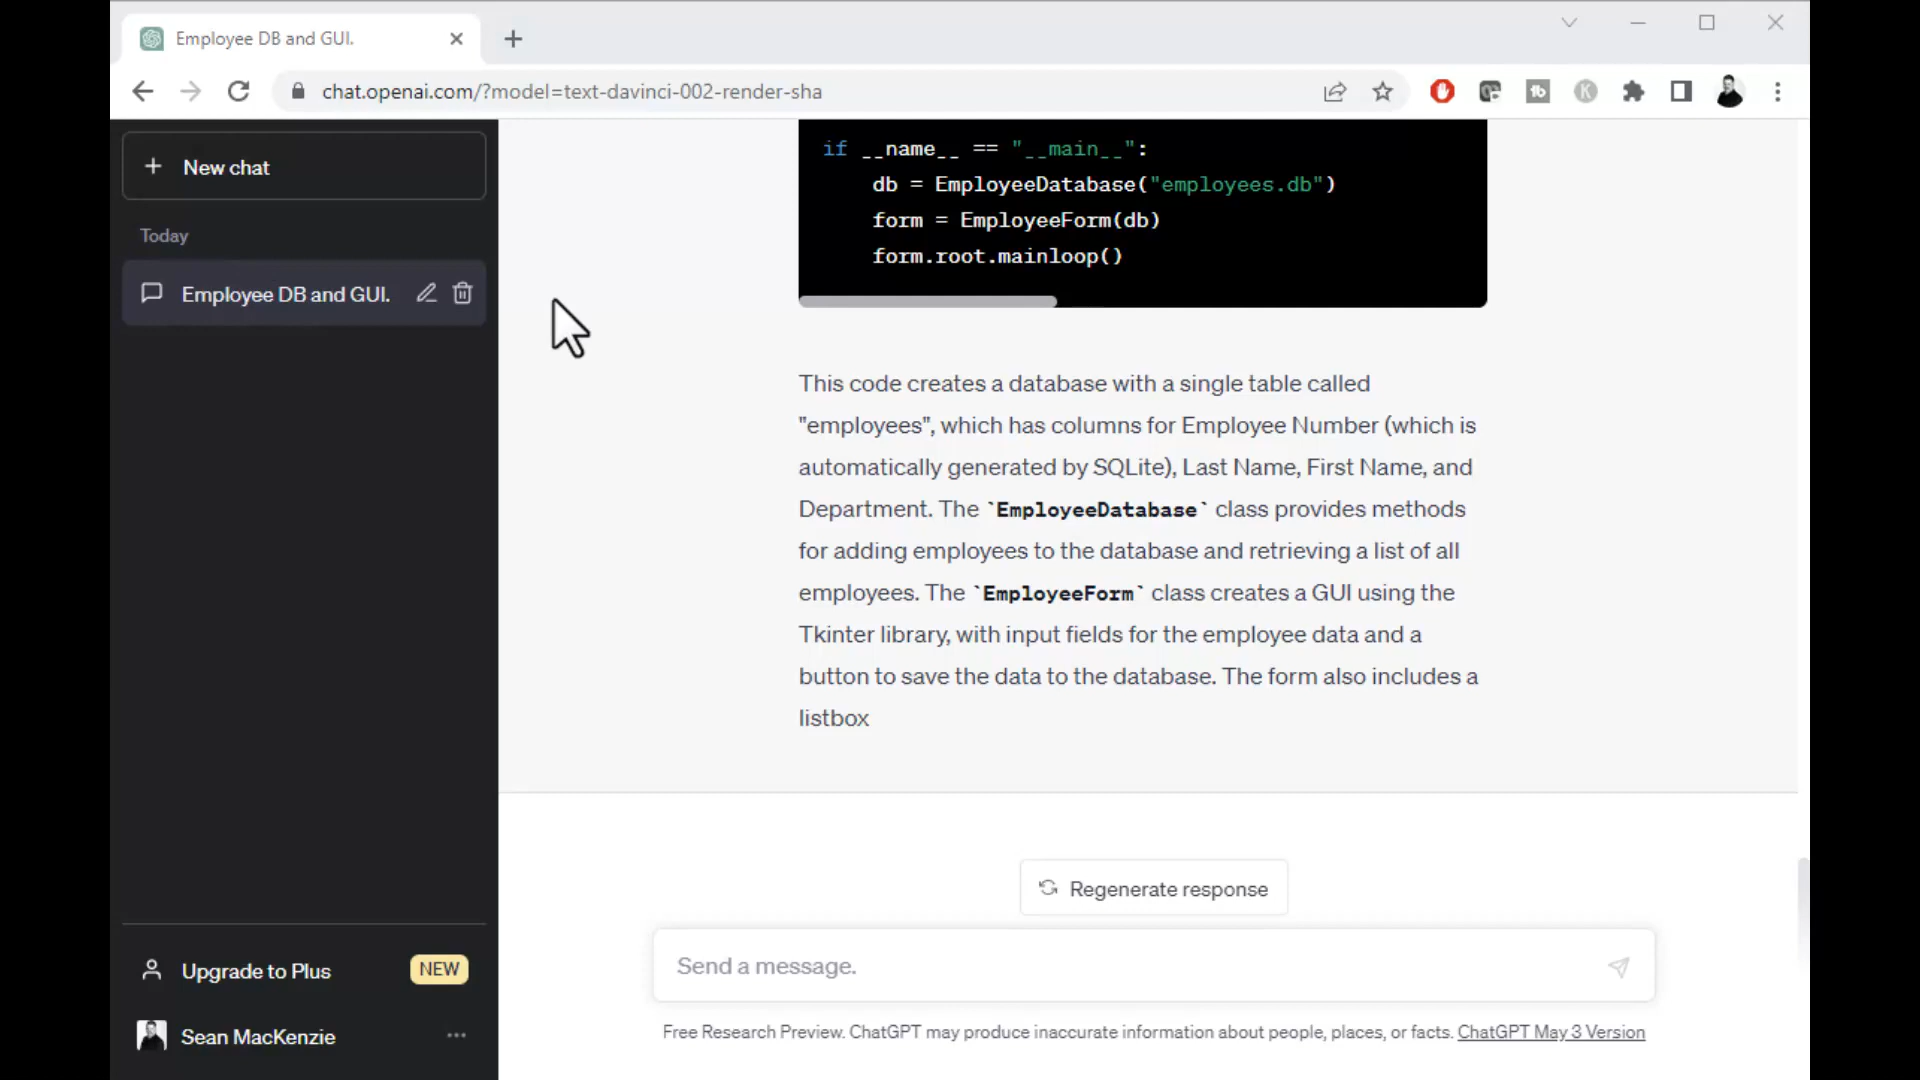 Employee DB and GUI.
chat.openai.com/?model=text-davinci-002-render-sha
tb
K
New chat
Today
Employee DB and GUI.
if __name__ == "__main__":
db = EmployeeDatabase("employees.db")
form = EmployeeForm(db)
form.root.mainloop()
This code creates a database with a single table called
"employees", which has columns for Employee Number (which is
automatically generated by SQLite), Last Name, First Name, and
Department. The `EmployeeDatabase` class provides methods
for adding employees to the database and retrieving a list of all
employees. The `EmployeeForm` class creates a GUI using the
Tkinter library, with input fields for the employee data and a
button to save the data to the database. The form also includes a
listbox
Regenerate response
Send a message.
Free Research Preview. ChatGPT may produce inaccurate information about people, places, or facts. ChatGPT May 3 Version
Upgrade to Plus NEW
Sean MacKenzie